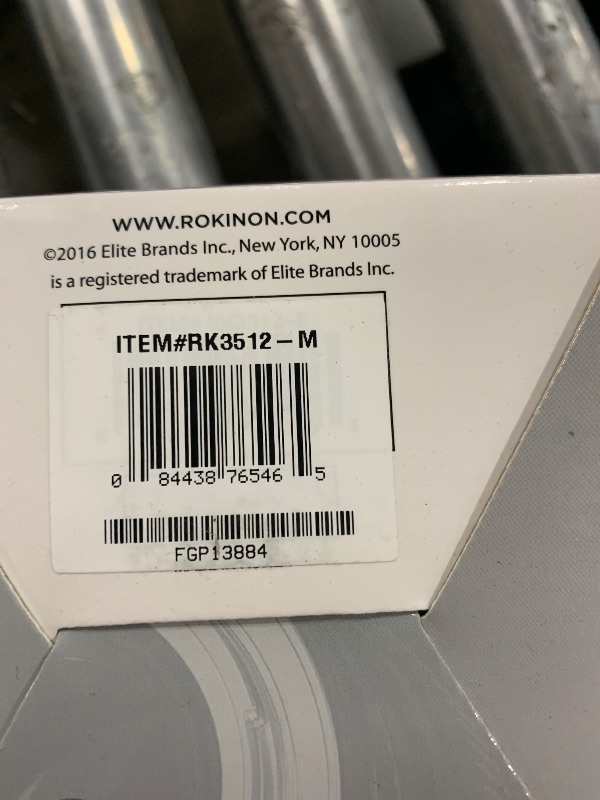 WWW.ROKINON.COM
©2016 Elite Brands Inc., New York, NY 10005
is a registered trademark of Elite Brands Inc.
ITEM#RK3512-M
0 84438 76546 5
FGP13884